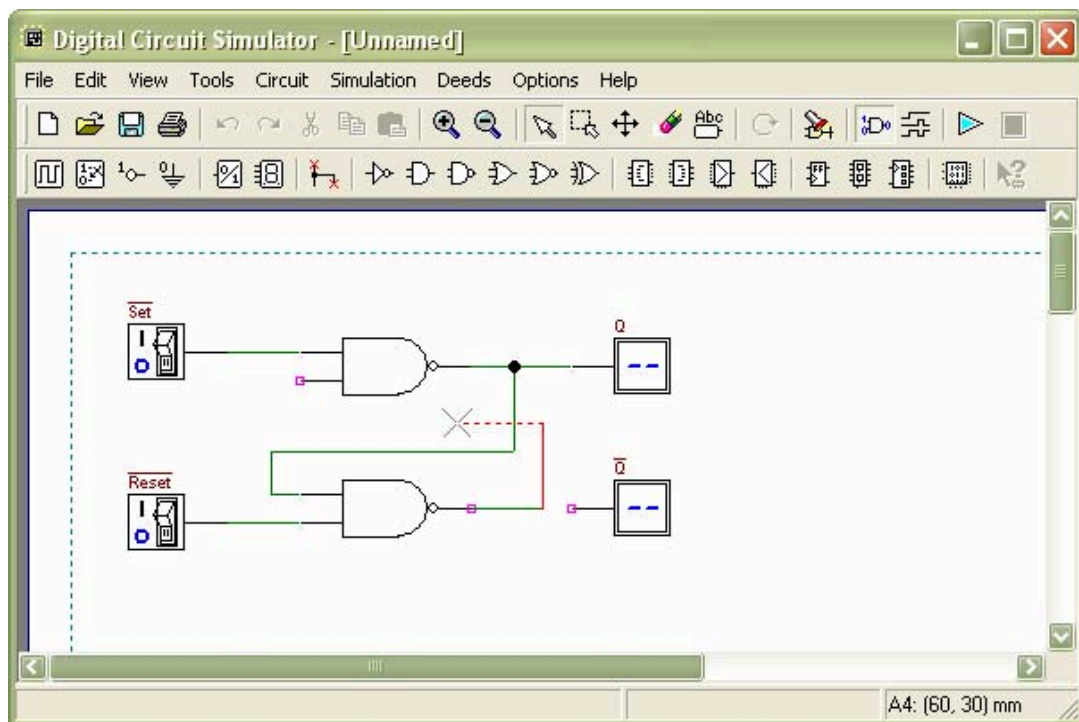 Digital Circuit Simulator - [Unnamed]
File Edit View Tools Circuit Simulation Deeds Options Help
Abc
Set
Q
Reset
Q
A4: (60, 30) mm